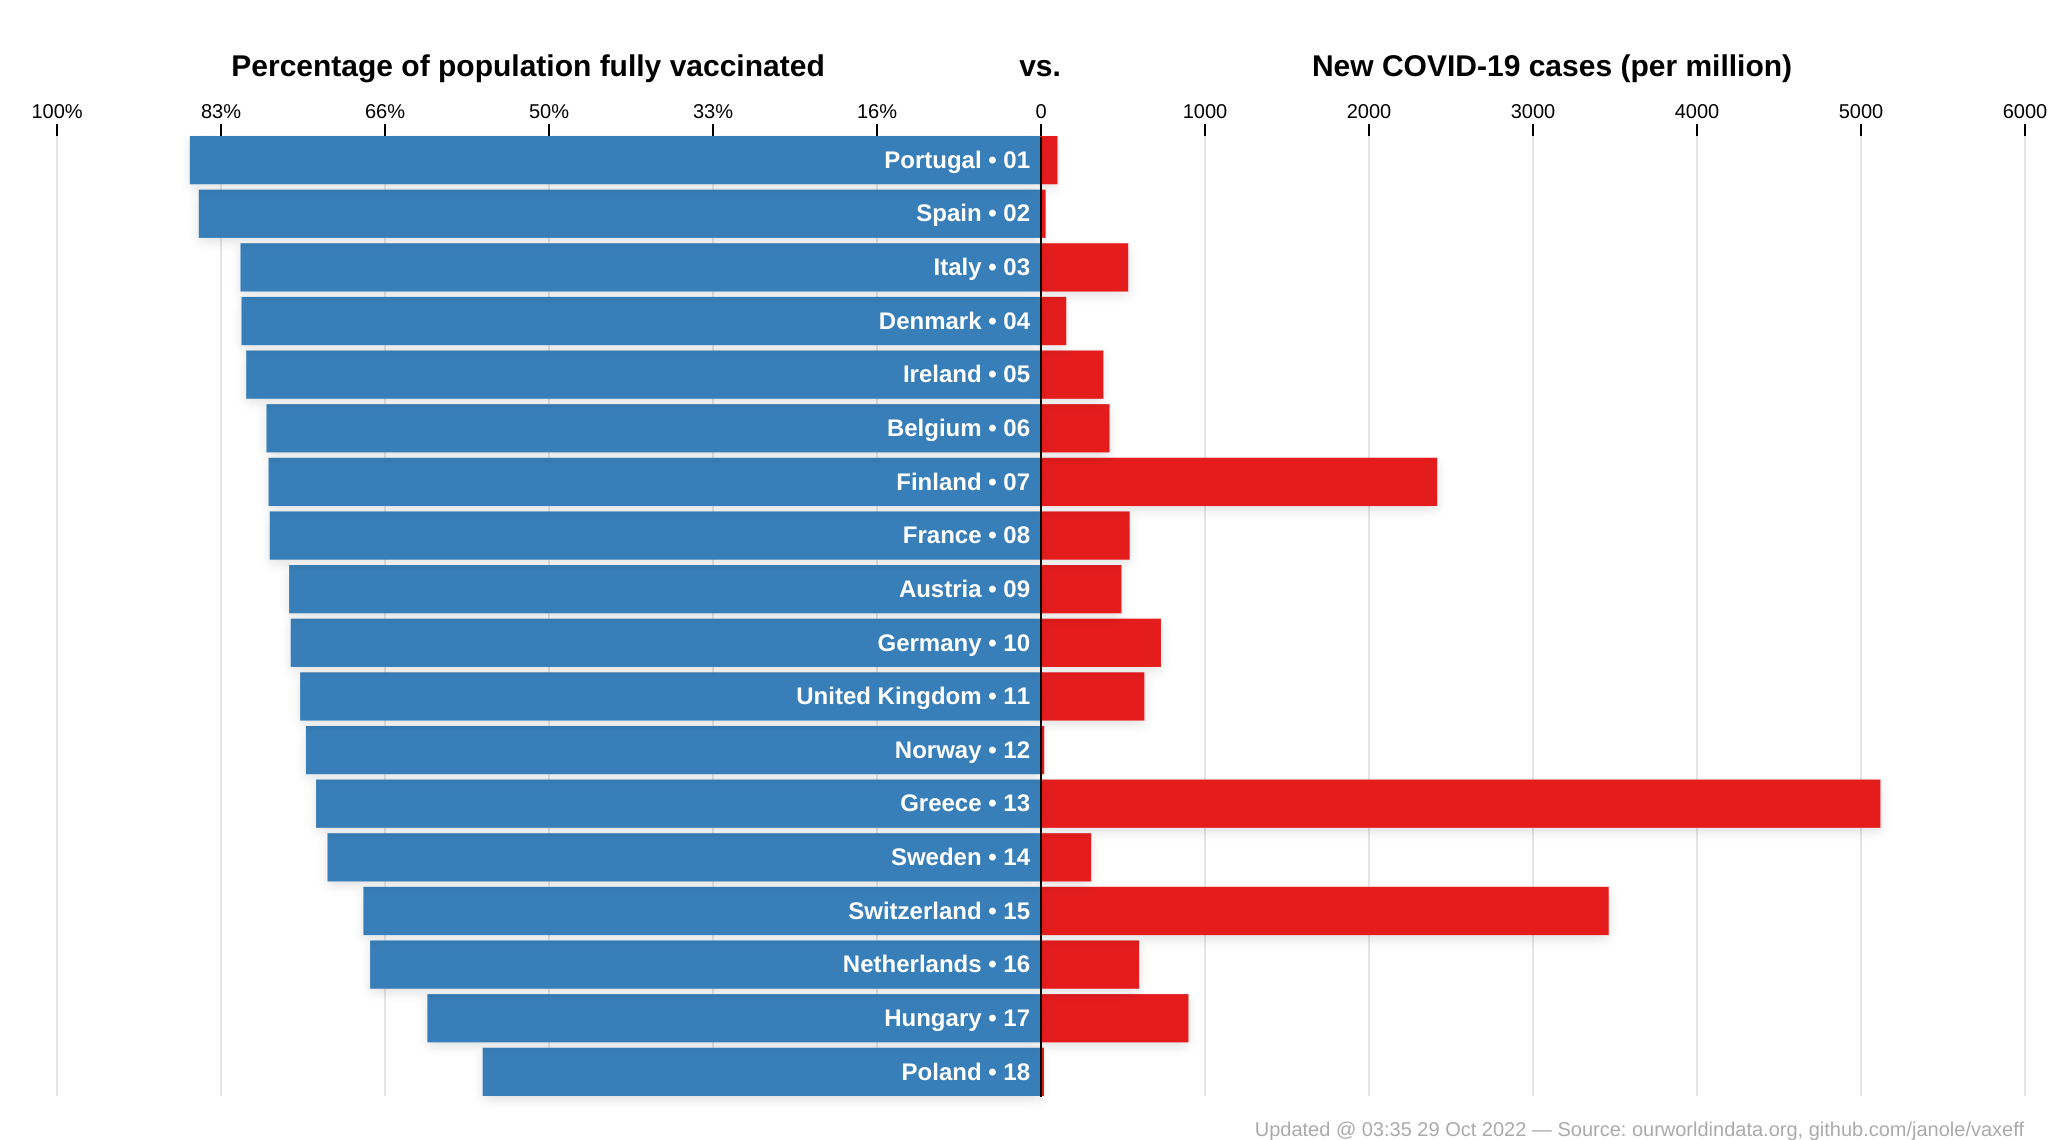 Percentage of population fully vaccinated vs. New COVID-19 cases (per million)
100% 83% 66% 50% 33% 16% 0 1000 2000 3000 4000 5000 6000
Portugal • 01
Spain • 02
Italy • 03
Denmark • 04
Ireland • 05
Belgium • 06
Finland • 07
France • 08
Austria • 09
Germany • 10
United Kingdom • 11
Norway • 12
Greece • 13
Sweden • 14
Switzerland • 15
Netherlands • 16
Hungary • 17
Poland • 18
Updated @ 03:35 29 Oct 2022 — Source: ourworldindata.org, github.com/janole/vaxeff